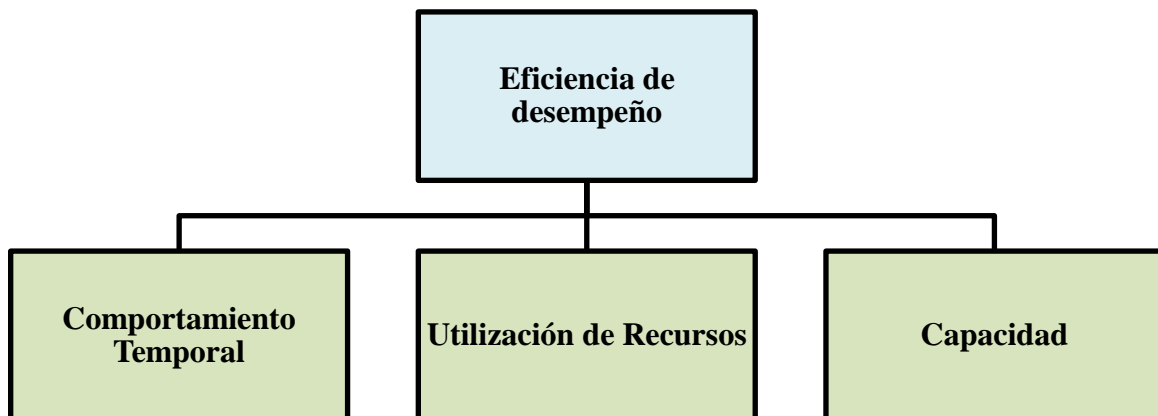 Eficiencia de
desempeño
Comportamiento
Temporal
Utilización de Recursos
Capacidad